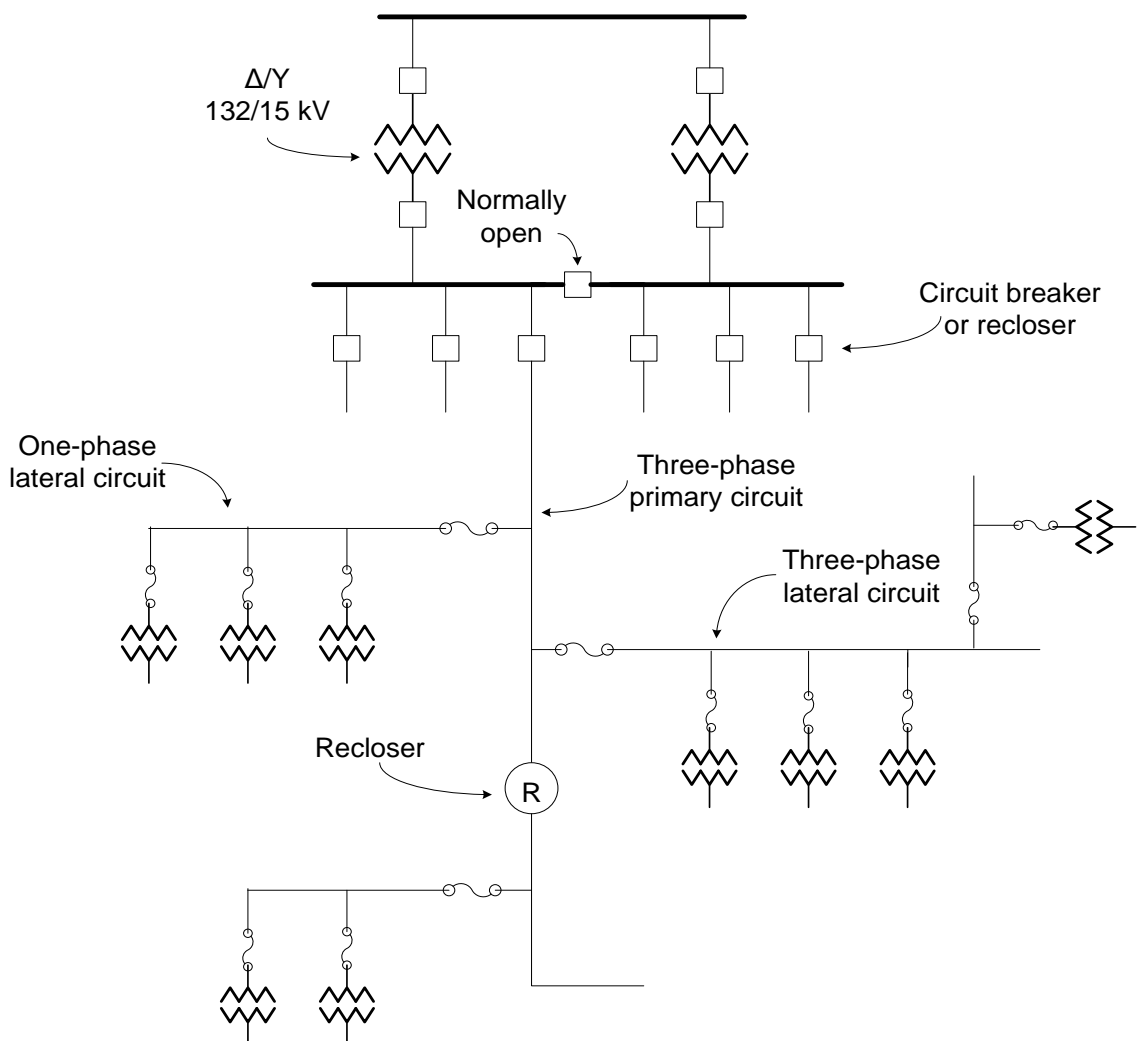 Δ/Y
132/15 kV
Normally
open
Circuit breaker
or recloser
One-phase
lateral circuit
Three-phase
primary circuit
Three-phase
lateral circuit
Recloser
R